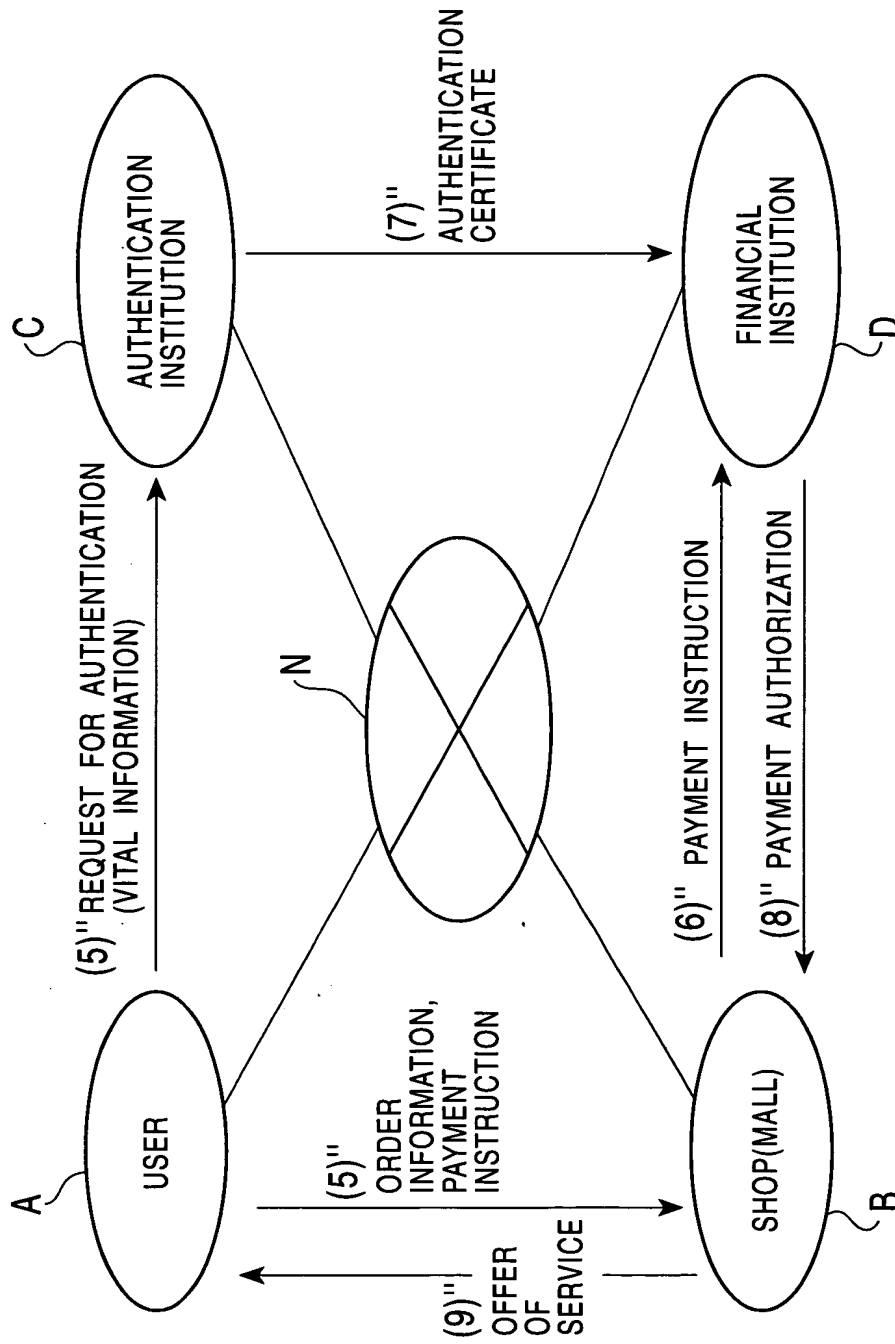 A
USER
(5)" REQUEST FOR AUTHENTICATION
(VITAL INFORMATION)
C
AUTHENTICATION
INSTITUTION
(9)"
OFFER
OF
SERVICE
(5)"
ORDER
INFORMATION,
PAYMENT
INSTRUCTION
N
(7)"
AUTHENTICATION
CERTIFICATE
SHOP(MALL)
B
(6)" PAYMENT INSTRUCTION
(8)" PAYMENT AUTHORIZATION
FINANCIAL
INSTITUTION
D